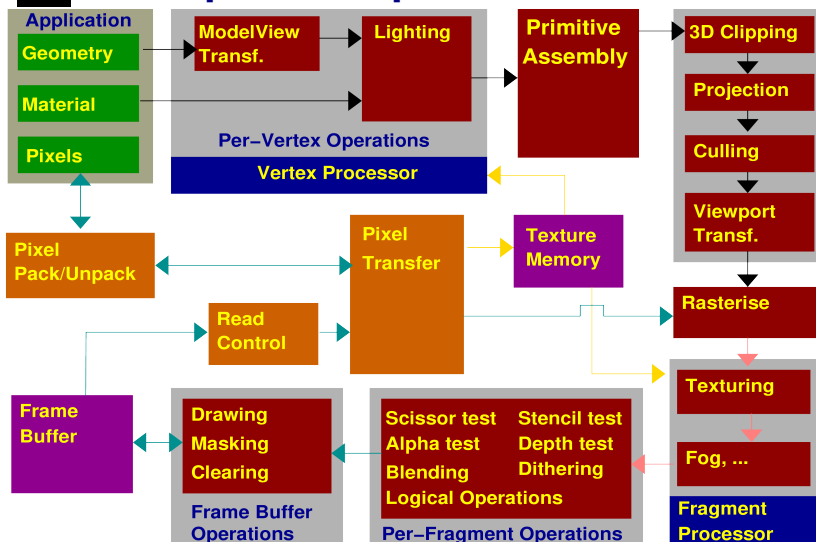 Application
Geometry
Material
Pixels
ModelView
Transf.
Lighting
Per-Vertex Operations
Vertex Processor
Primitive
Assembly
3D Clipping
Projection
Culling
Viewport
Transf.
Pixel
Pack/Unpack
Pixel
Transfer
Texture
Memory
Read
Control
Rasterise
Frame
Buffer
Drawing
Masking
Clearing
Frame Buffer
Operations
Scissor test
Stencil test
Alpha test
Depth test
Blending
Dithering
Logical Operations
Per-Fragment Operations
Texturing
Fog, ...
Fragment
Processor